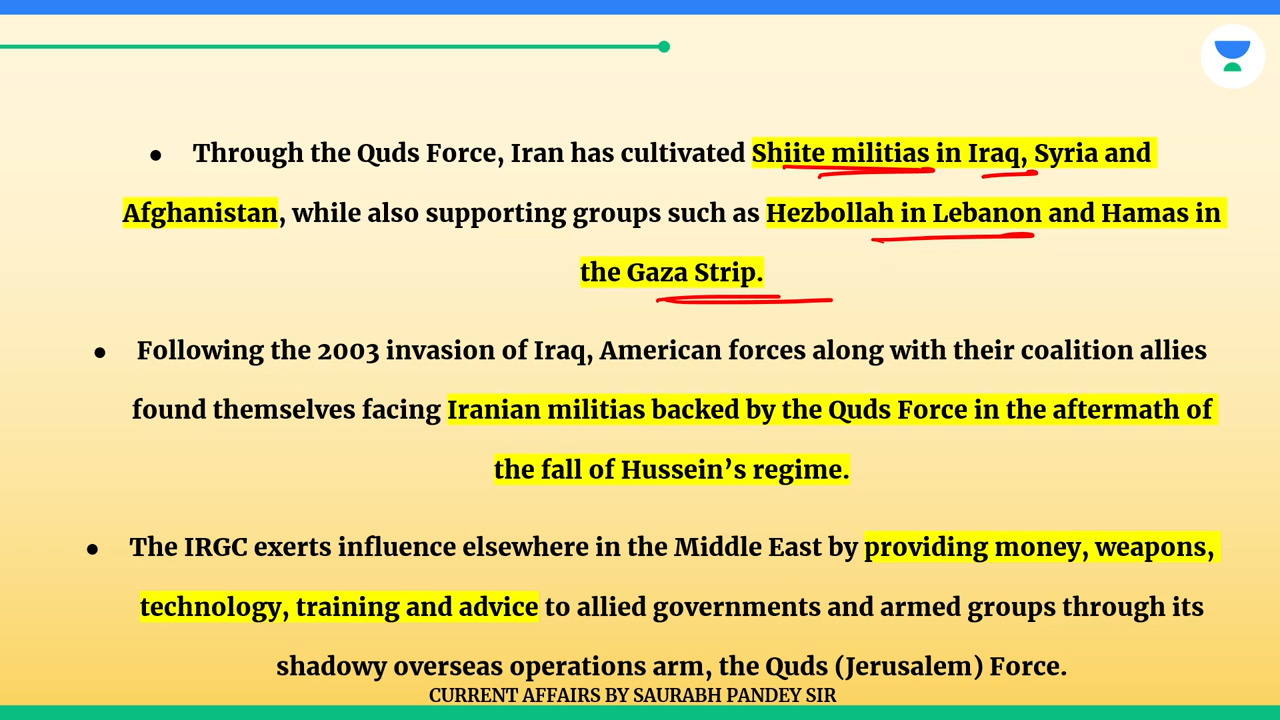 ● Through the Quds Force, Iran has cultivated Shiite militias in Iraq, Syria and
Afghanistan, while also supporting groups such as Hezbollah in Lebanon and Hamas in
the Gaza Strip.
● Following the 2003 invasion of Iraq, American forces along with their coalition allies
found themselves facing Iranian militias backed by the Quds Force in the aftermath of
the fall of Hussein’s regime.
● The IRGC exerts influence elsewhere in the Middle East by providing money, weapons,
technology, training and advice to allied governments and armed groups through its
shadowy overseas operations arm, the Quds (Jerusalem) Force.
CURRENT AFFAIRS BY SAURABH PANDEY SIR